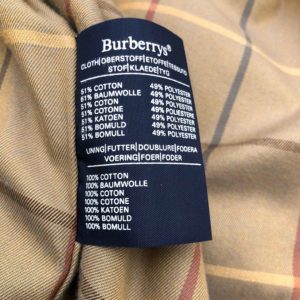 Burberrys®
CLOTH|OBERSTOFF|ETOFFE|TESSUTO
STOF|KLAEDE|TYG
51% COTTON 49% POLYESTER
51% BAUMWOLLE 49% POLYESTER
51% COTON 49% POLYESTER
51% COTONE 49% POLIESTERE
51% KATOEN 49% POLYESTER
51% BOMULD 49% POLYESTER
51% BOMULL 49% POLYESTER
LINING|FUTTER|DOUBLURE|FODERA
VOERING|FOER|FODER
100% COTTON
100% BAUMWOLLE
100% COTON
100% COTONE
100% KATOEN
100% BOMULD
100% BOMULL